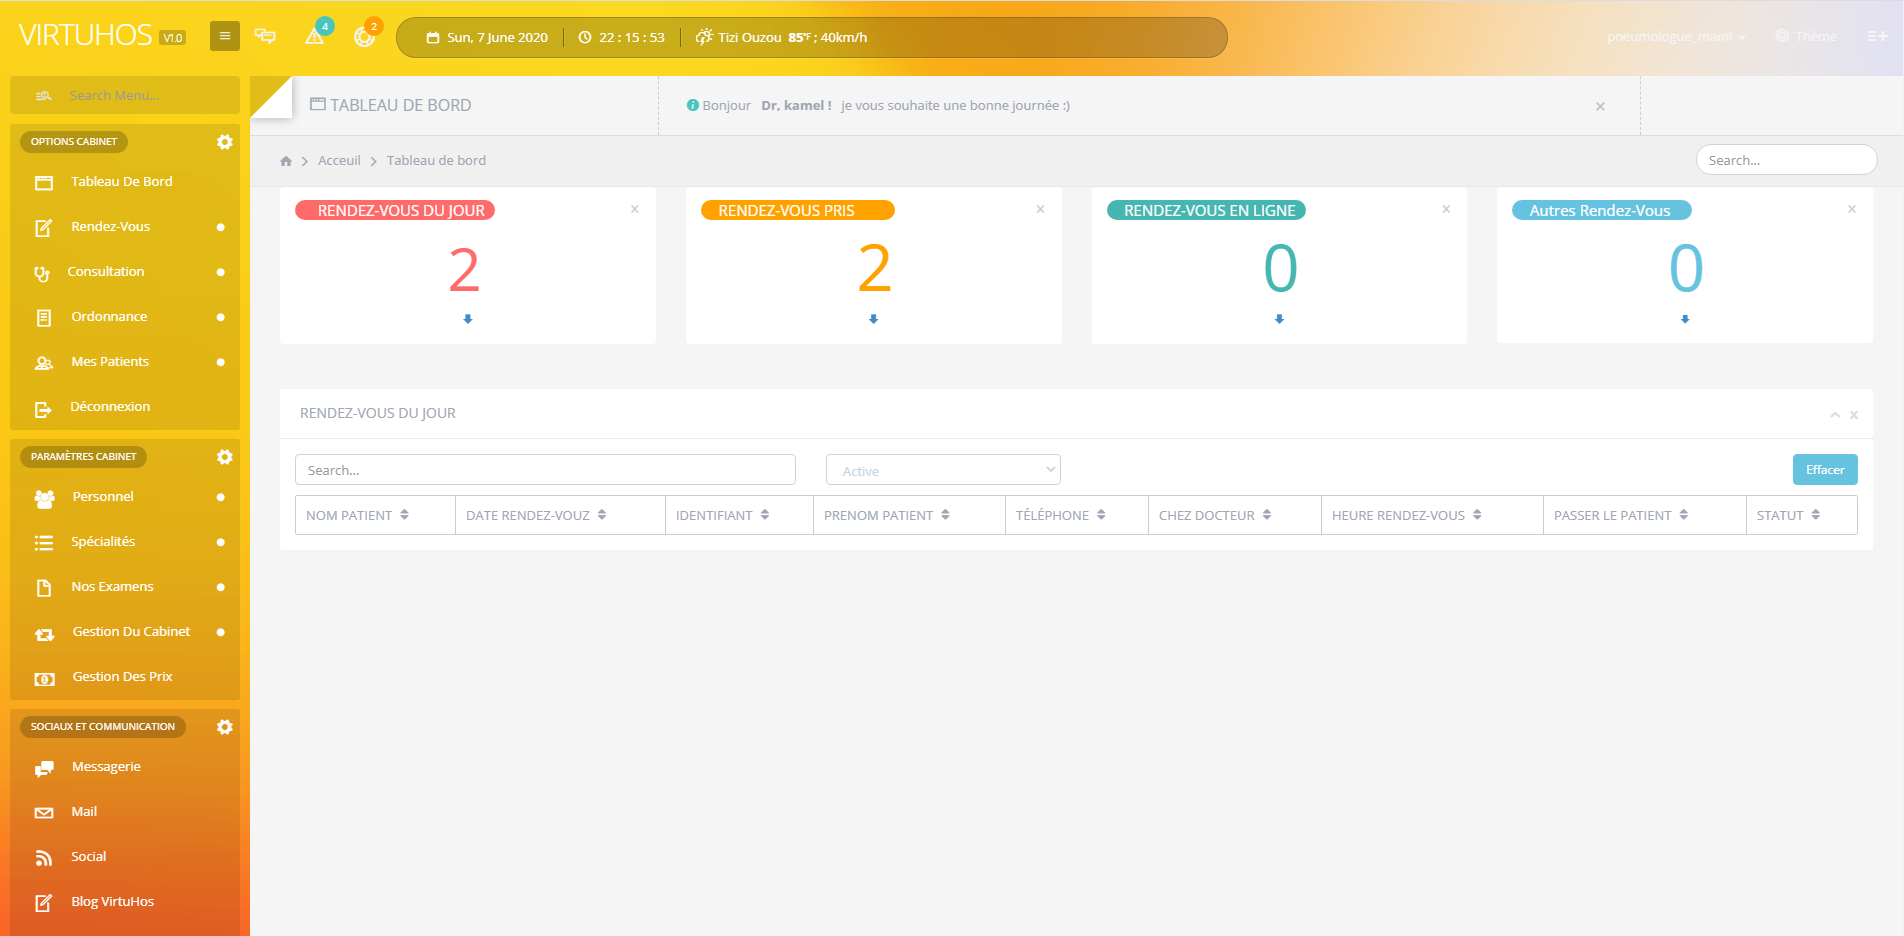 VIRTUHOS V1.0
4
2
Sun, 7 June 2020
22 : 15 : 53
Tizi Ouzou 85°F ; 40km/h
pneumologue_mami
Thème
Search Menu...
TABLEAU DE BORD
Bonjour Dr, kamel ! je vous souhaite une bonne journée :)
Acceuil
Tableau de bord
Search...
OPTIONS CABINET
Tableau De Bord
Rendez-Vous
Consultation
Ordonnance
Mes Patients
Déconnexion
PARAMÈTRES CABINET
Personnel
Spécialités
Nos Examens
Gestion Du Cabinet
Gestion Des Prix
SOCIAUX ET COMMUNICATION
Messagerie
Mail
Social
Blog VirtuHos
RENDEZ-VOUS DU JOUR
2
RENDEZ-VOUS PRIS
2
RENDEZ-VOUS EN LIGNE
0
Autres Rendez-Vous
0
RENDEZ-VOUS DU JOUR
Search...
Active
Effacer
NOM PATIENT
DATE RENDEZ-VOUZ
IDENTIFIANT
PRENOM PATIENT
TÉLÉPHONE
CHEZ DOCTEUR
HEURE RENDEZ-VOUS
PASSER LE PATIENT
STATUT